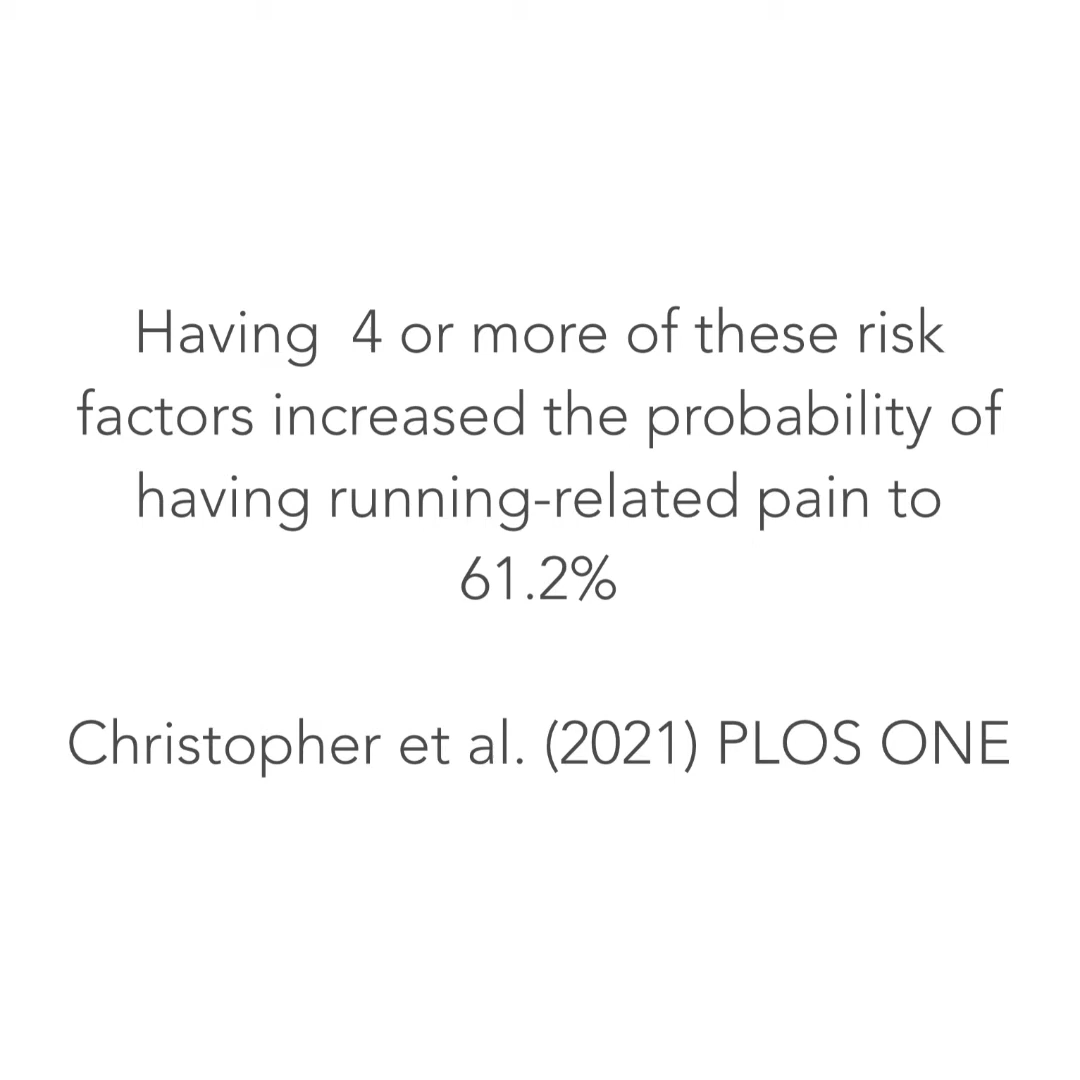 Having  4 or more of these risk
factors increased the probability of
having running-related pain to
61.2%
Christopher et al. (2021) PLOS ONE